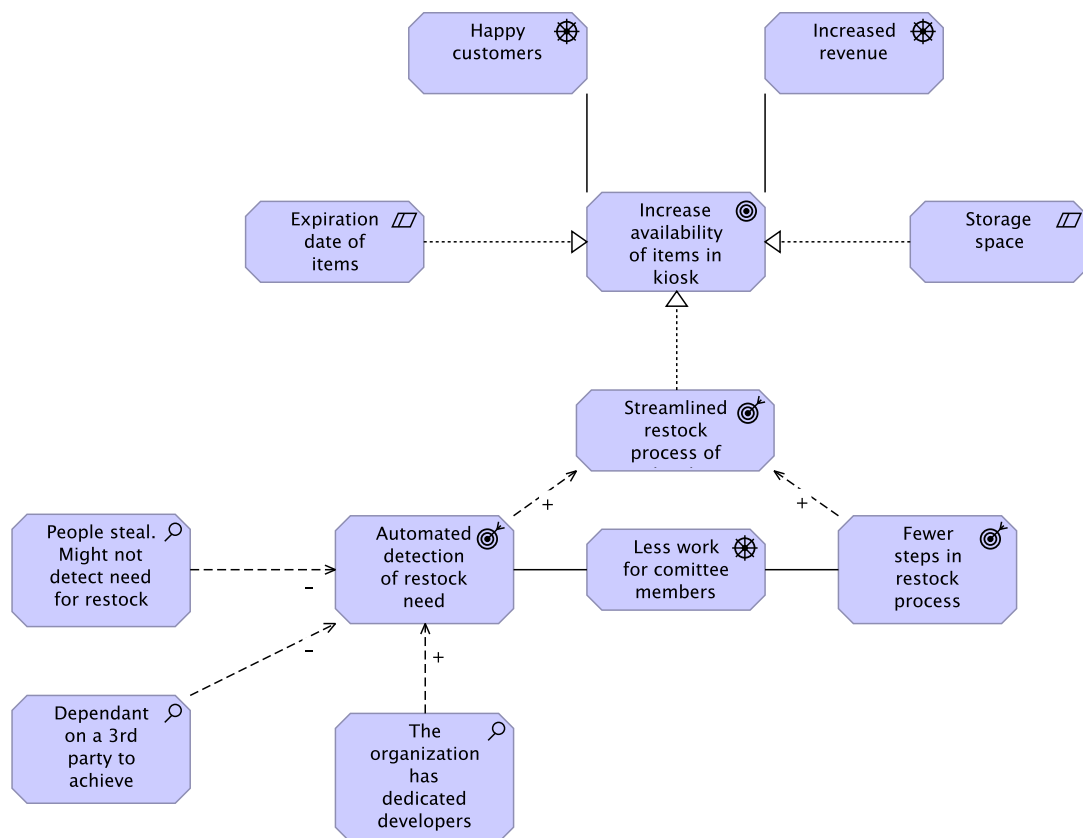 Happy
customers
Increased
revenue
Expiration
date of
items
Increase
availability
of items in
kiosk
Storage
space
Streamlined
restock
process of
+
+
People steal.
Might not
detect need
for restock
Automated
detection
of restock
need
Less work
for comittee
members
Fewer
steps in
restock
process
-
-
+
Dependant
on a 3rd
party to
achieve
The
organization
has
dedicated
developers